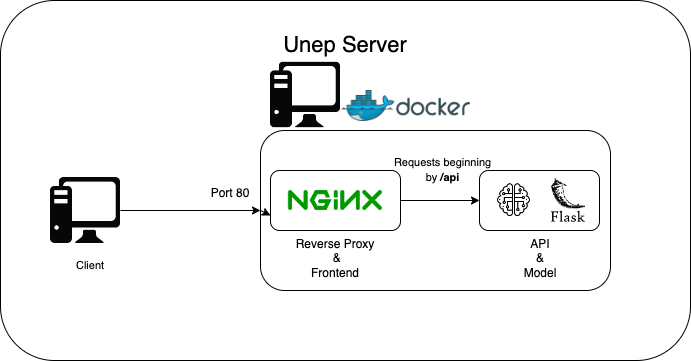 Unep Server
docker
Requests beginning
by /api
Port 80
NGiNX
Flask
Client
Reverse Proxy
&
Frontend
API
&
Model